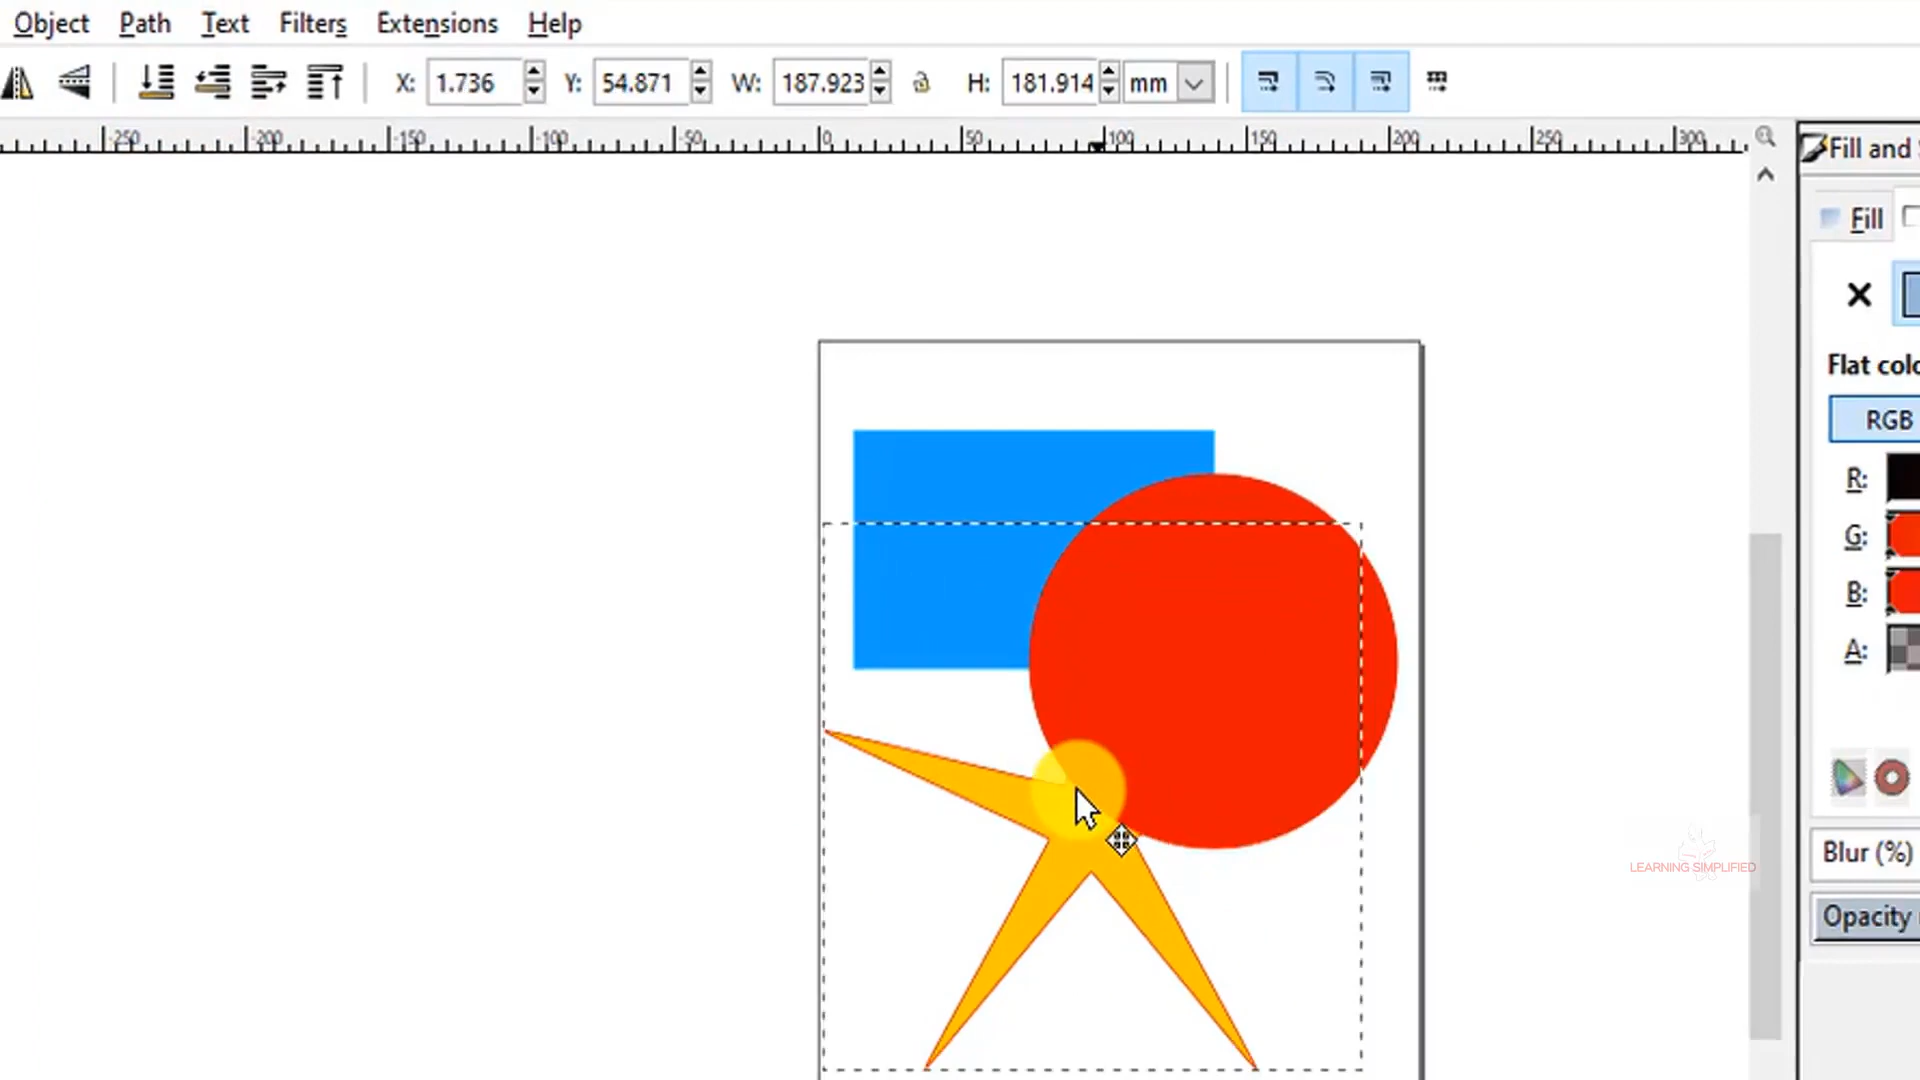 Object Path Text Filters Extensions Help
X: 1.736 Y: 54.871 W: 187.923 H: 181.914 mm
-250 -200 -150 -100 -50 0 50 100 150 200 250 300
Fill and
Fill
Flat colo
RGB
R:
G:
B:
A:
Blur (%)
LEARNING SIMPLIFIED
Opacity